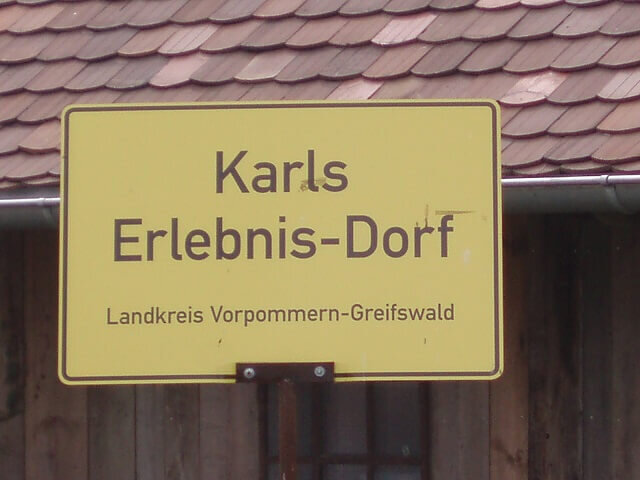 Karls
Erlebnis-Dorf
Landkreis Vorpommern-Greifswald